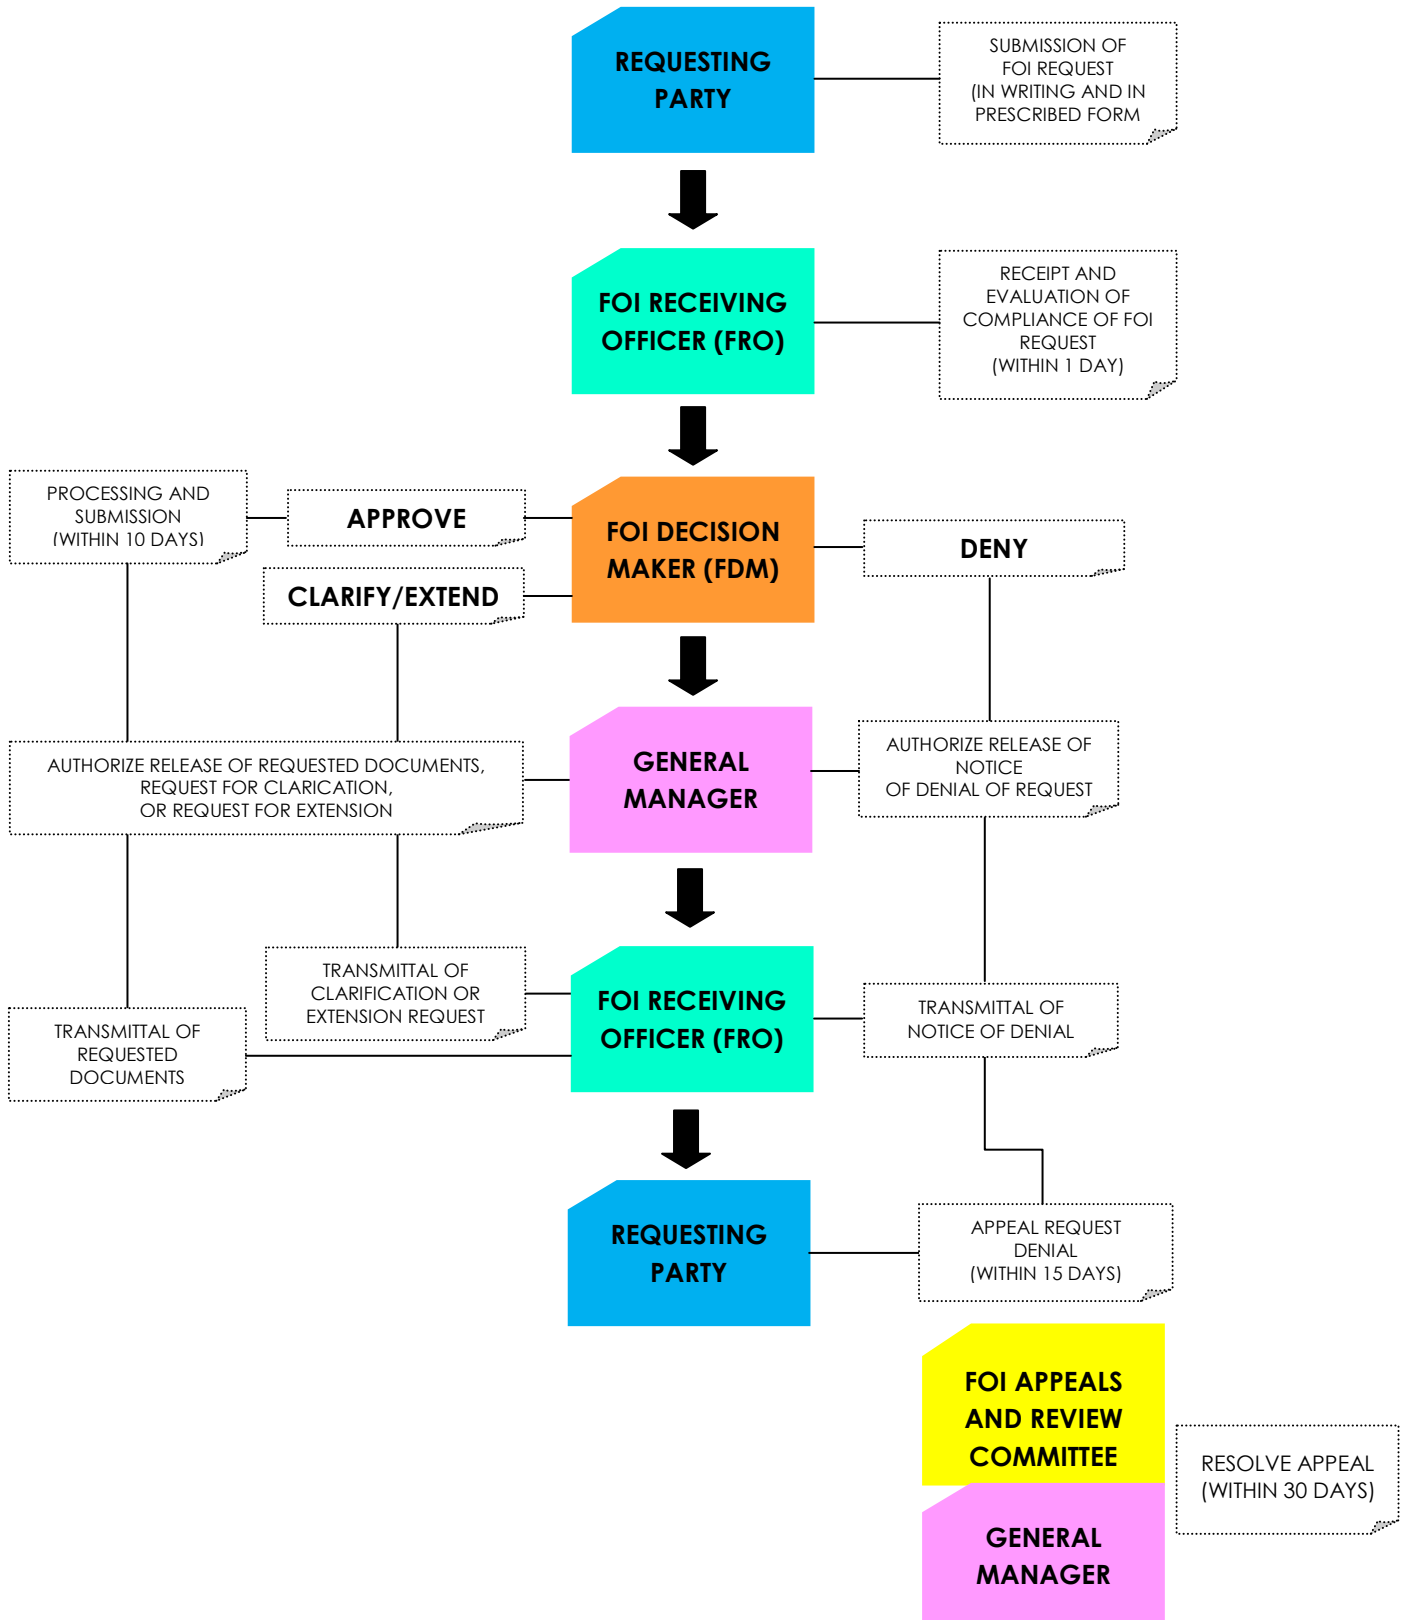 REQUESTING
PARTY
SUBMISSION OF
FOI REQUEST
(IN WRITING AND IN
PRESCRIBED FORM
FOI RECEIVING
OFFICER (FRO)
RECEIPT AND
EVALUATION OF
COMPLIANCE OF FOI
REQUEST
(WITHIN 1 DAY)
PROCESSING AND
SUBMISSION
(WITHIN 10 DAYS)
APPROVE
CLARIFY/EXTEND
FOI DECISION
MAKER (FDM)
DENY
AUTHORIZE RELEASE OF REQUESTED DOCUMENTS,
REQUEST FOR CLARICATION,
OR REQUEST FOR EXTENSION
GENERAL
MANAGER
AUTHORIZE RELEASE OF
NOTICE
OF DENIAL OF REQUEST
TRANSMITTAL OF
CLARIFICATION OR
EXTENSION REQUEST
TRANSMITTAL OF
REQUESTED
DOCUMENTS
FOI RECEIVING
OFFICER (FRO)
TRANSMITTAL OF
NOTICE OF DENIAL
REQUESTING
PARTY
APPEAL REQUEST
DENIAL
(WITHIN 15 DAYS)
FOI APPEALS
AND REVIEW
COMMITTEE
RESOLVE APPEAL
(WITHIN 30 DAYS)
GENERAL
MANAGER